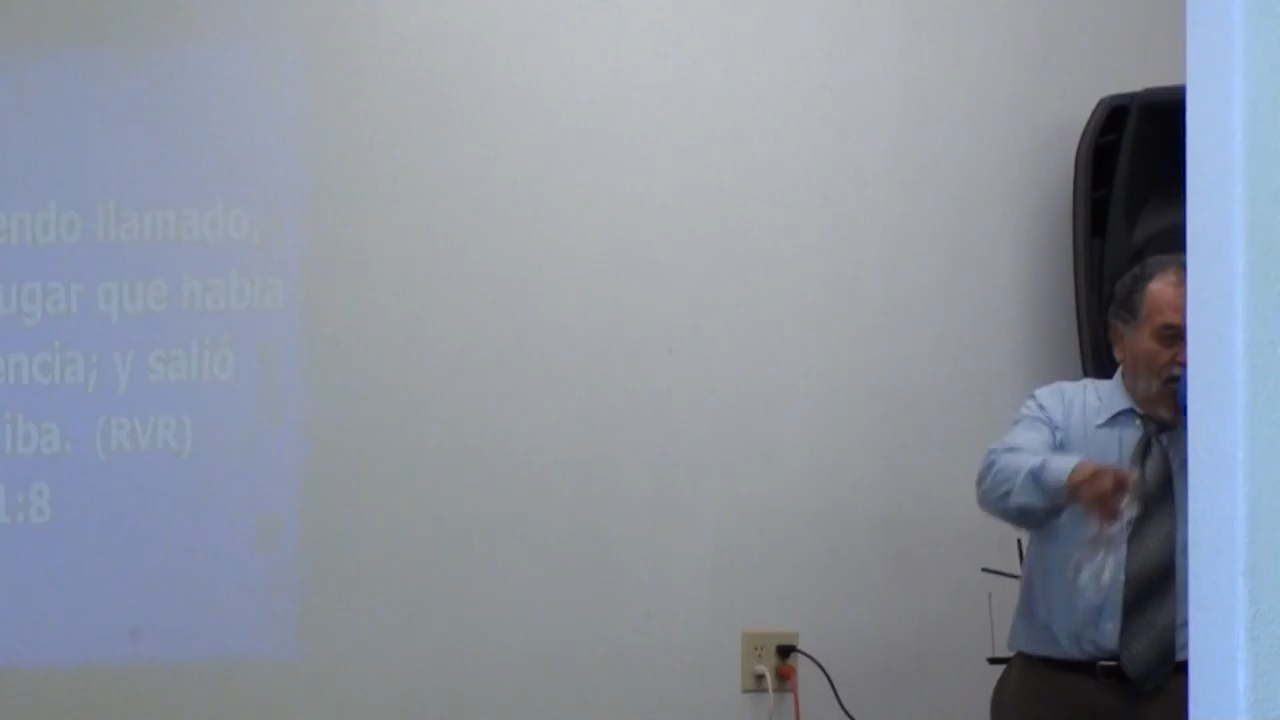 endo llamado,
ugar que había
encia; y salió
iba. (RVR)
1:8